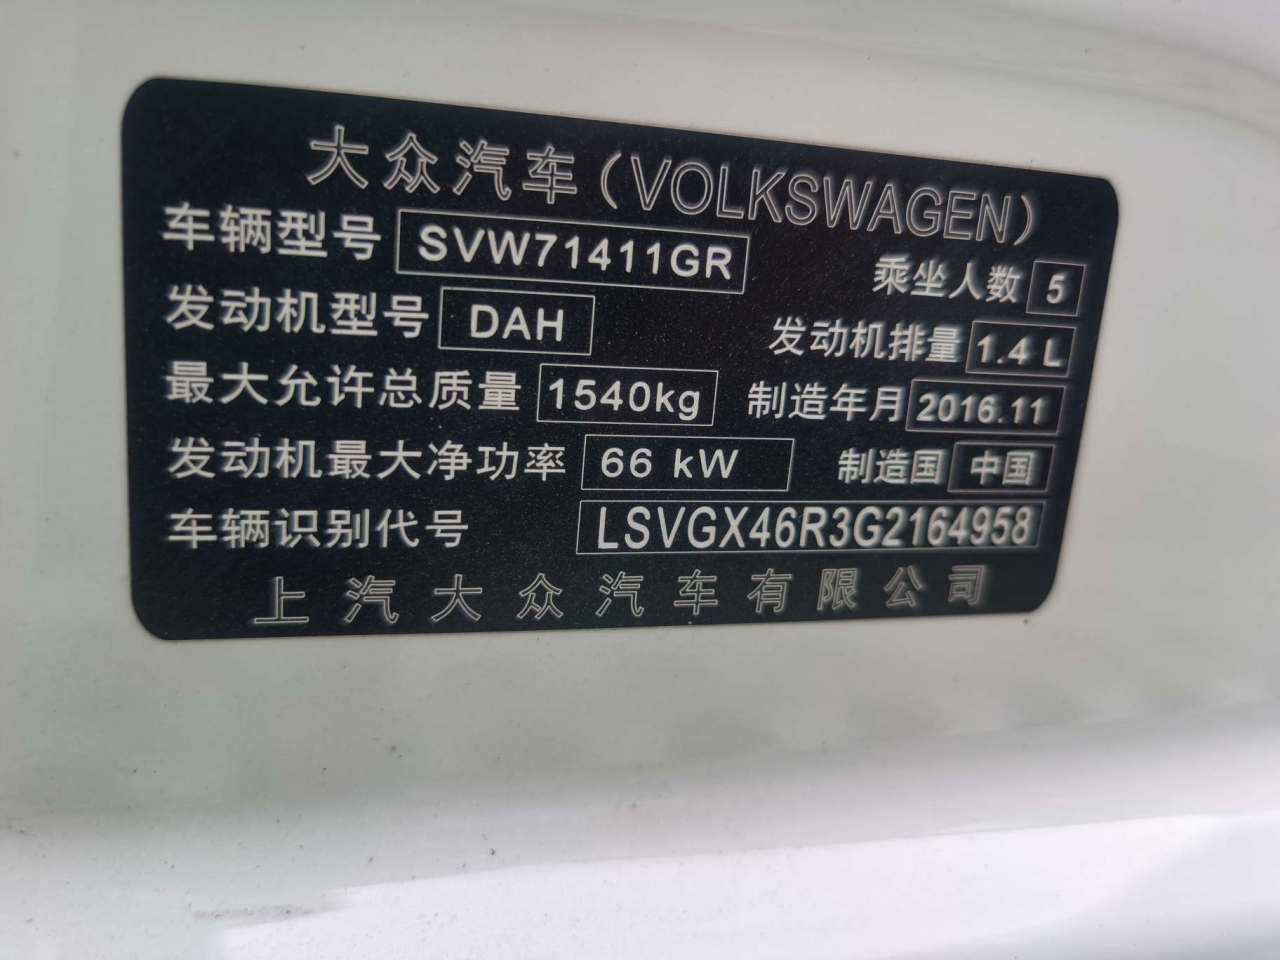 大众汽车(VOLKSWAGEN)
车辆型号 SVW71411GR 乘坐人数 5
发动机型号 DAH 发动机排量 1.4 L
最大允许总质量 1540kg 制造年月 2016.11
发动机最大净功率 66 kW 制造国 中国
车辆识别代号 LSVGX46R3G2164958
上汽大众汽车有限公司